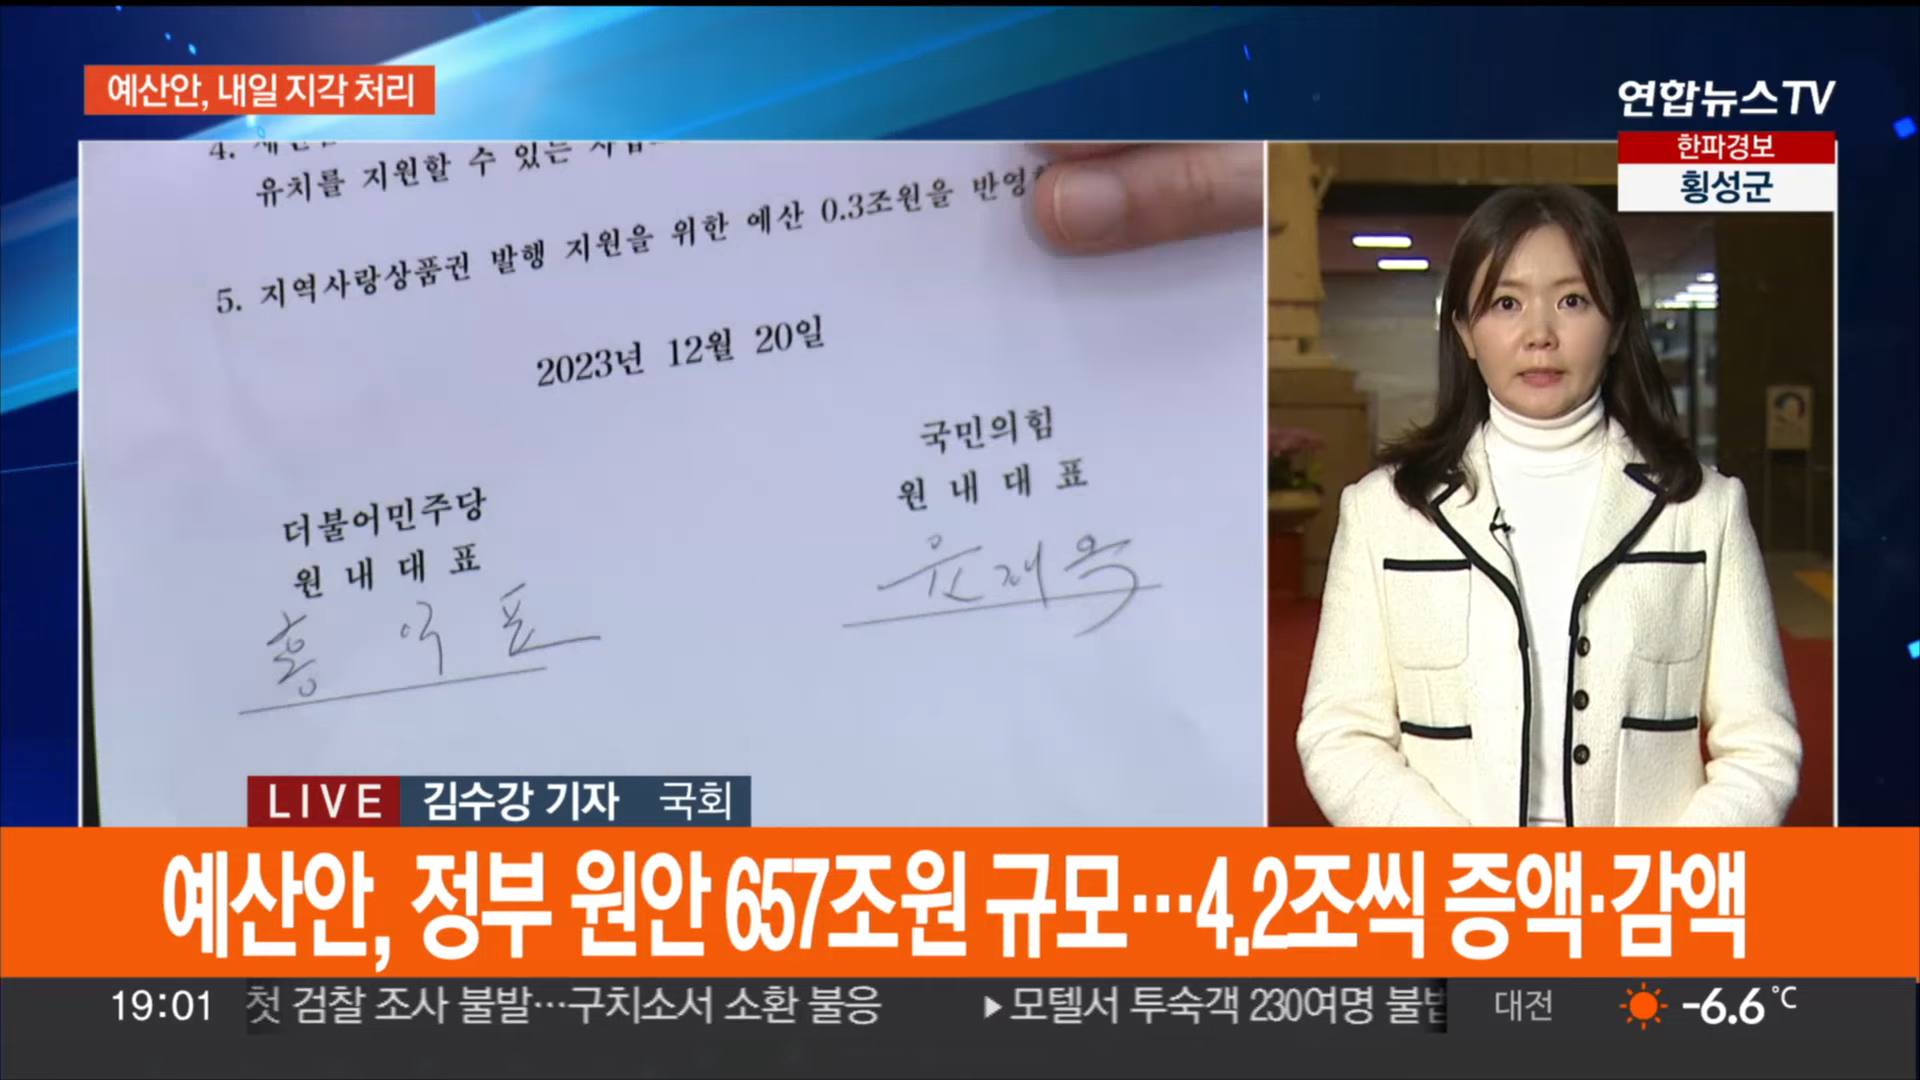 예산안, 내일 지각 처리
연합뉴스TV
한파경보
횡성군
4.
유치를 지원할 수 있는
5. 지역사랑상품권 발행 지원을 위한 예산 0.3조원을 반영
2023년 12월 20일
더불어민주당
원 내 대 표
홍 익 표
국민의힘
원 내 대 표
윤재옥
LIVE 김수강 기자 국회
예산안, 정부 원안 657조원 규모…4.2조씩 증액·감액
19:01 첫 검찰 조사 불발…구치소서 소환 불응 ▶모텔서 투숙객 230여명 불법 대전 -6.6℃